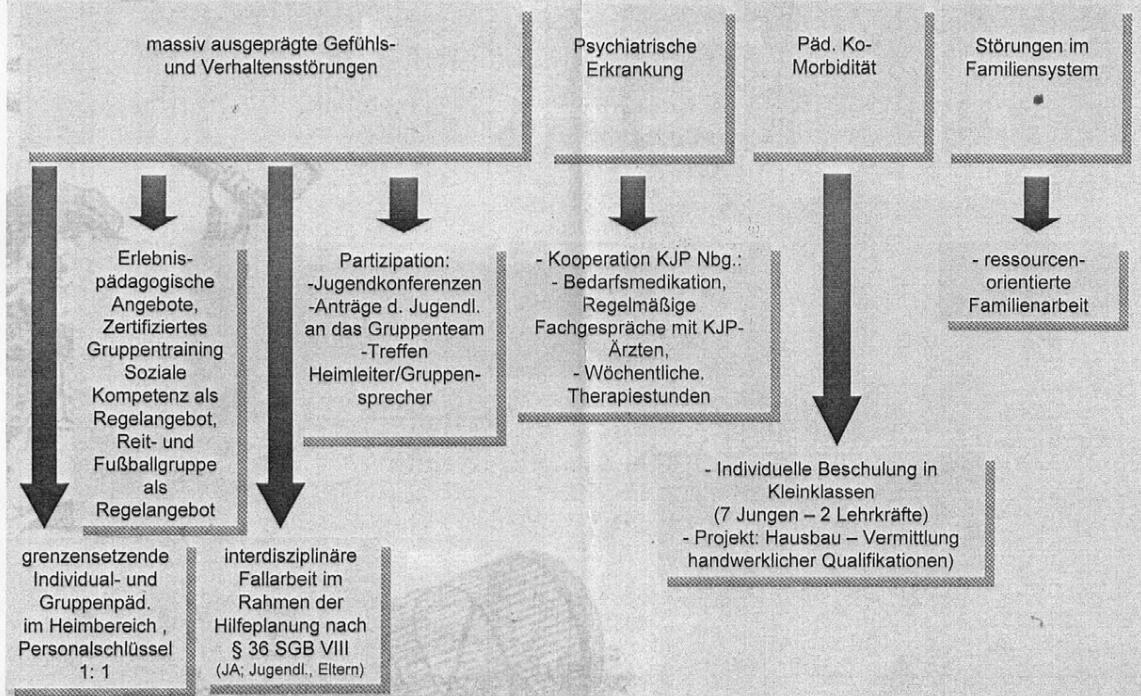 massiv ausgeprägte Gefühls-
und Verhaltensstörungen
Psychiatrische
Erkrankung
Päd. Ko-
Morbidität
Störungen im
Familiensystem
Erlebnis-
pädagogische
Angebote,
Zertifiziertes
Gruppentraining
Soziale
Kompetenz als
Regelangebot,
Reit- und
Fußballgruppe
als
Regelangebot
Partizipation:
-Jugendkonferenzen
-Anträge d. Jugendl.
an das Gruppenteam
-Treffen
Heimleiter/Gruppen-
sprecher
- Kooperation KJP Nbg.:
- Bedarfsmedikation,
Regelmäßige
Fachgespräche mit KJP-
Ärzten,
- Wöchentliche.
Therapiestunden
- ressourcen-
orientierte
Familienarbeit
- Individuelle Beschulung in
Kleinklassen
(7 Jungen – 2 Lehrkräfte)
- Projekt: Hausbau – Vermittlung
handwerklicher Qualifikationen)
grenzensetzende
Individual- und
Gruppenpäd.
im Heimbereich ,
Personalschlüssel
1: 1
interdisziplinäre
Fallarbeit im
Rahmen der
Hilfeplanung nach
§ 36 SGB VIII
(JA; Jugendl., Eltern)